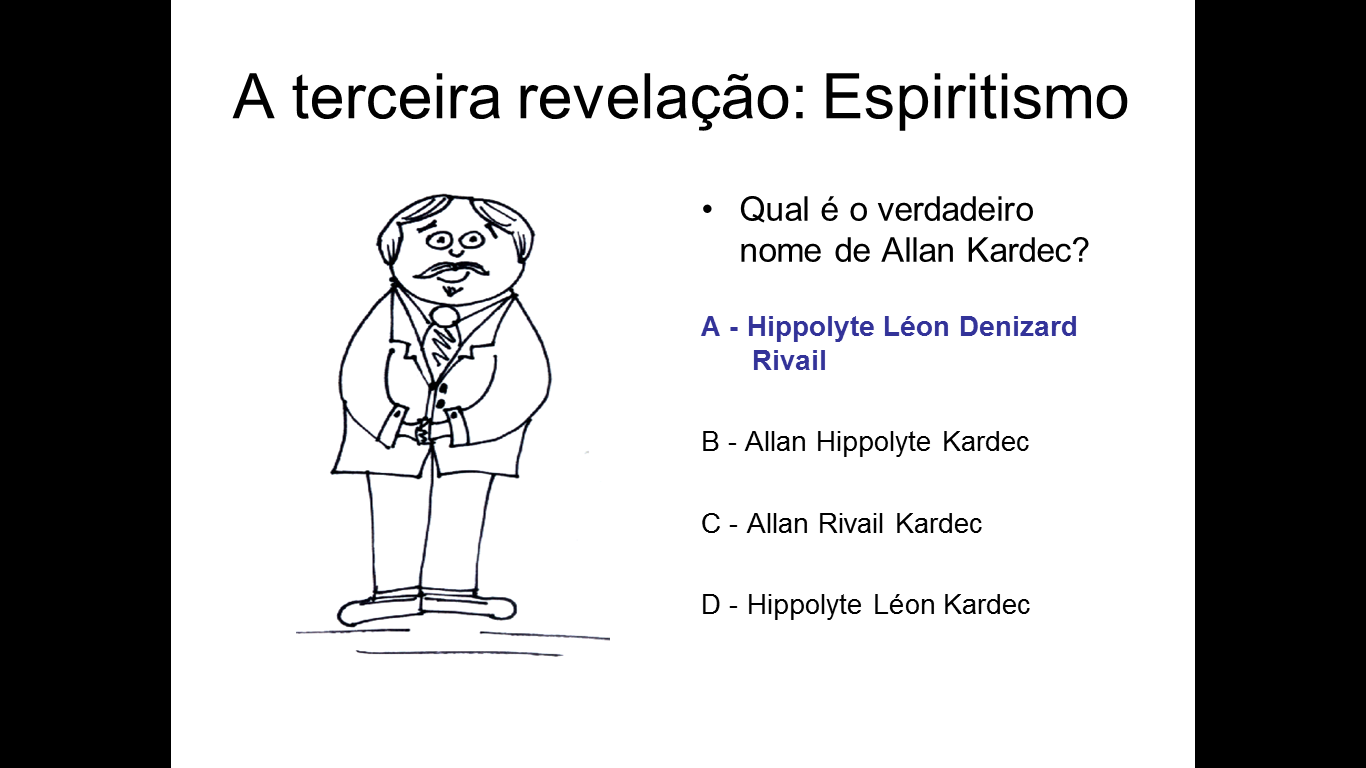 A terceira revelação: Espiritismo
• Qual é o verdadeiro
nome de Allan Kardec?
A - Hippolyte Léon Denizard
Rivail
B - Allan Hippolyte Kardec
C - Allan Rivail Kardec
D - Hippolyte Léon Kardec